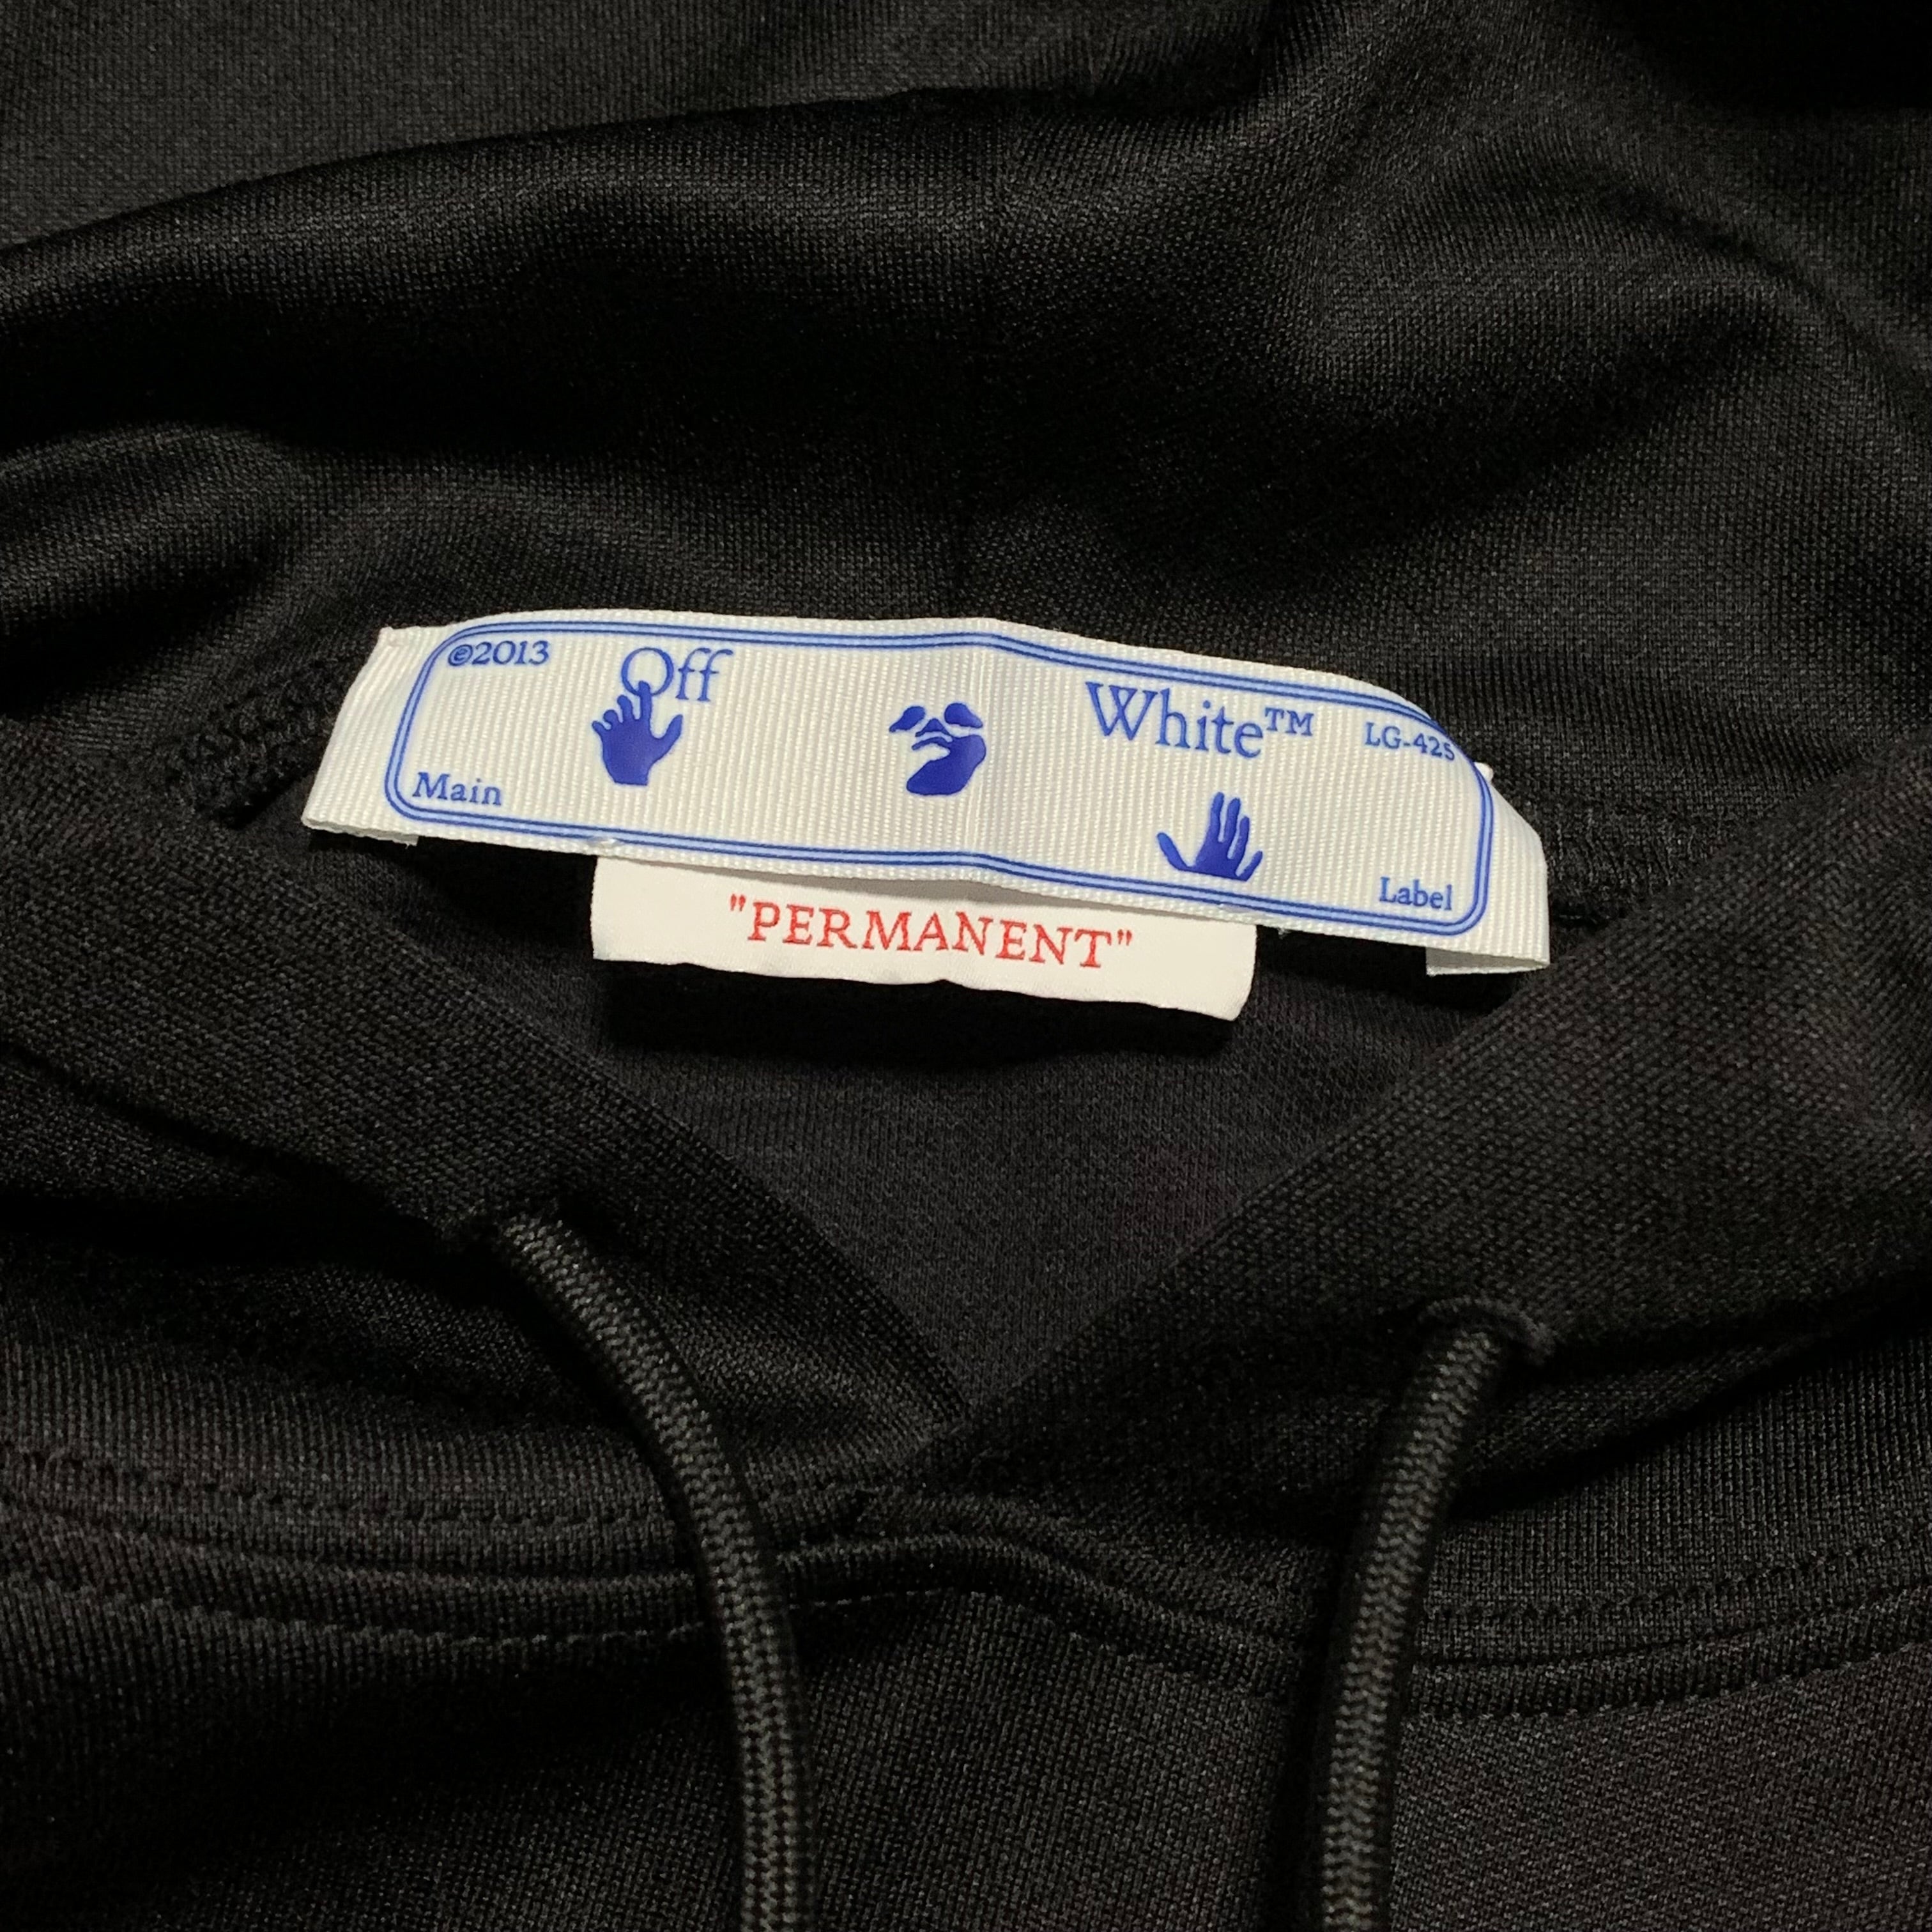 ©2013
Off
White™
LG-425
Main
Label
"PERMANENT"